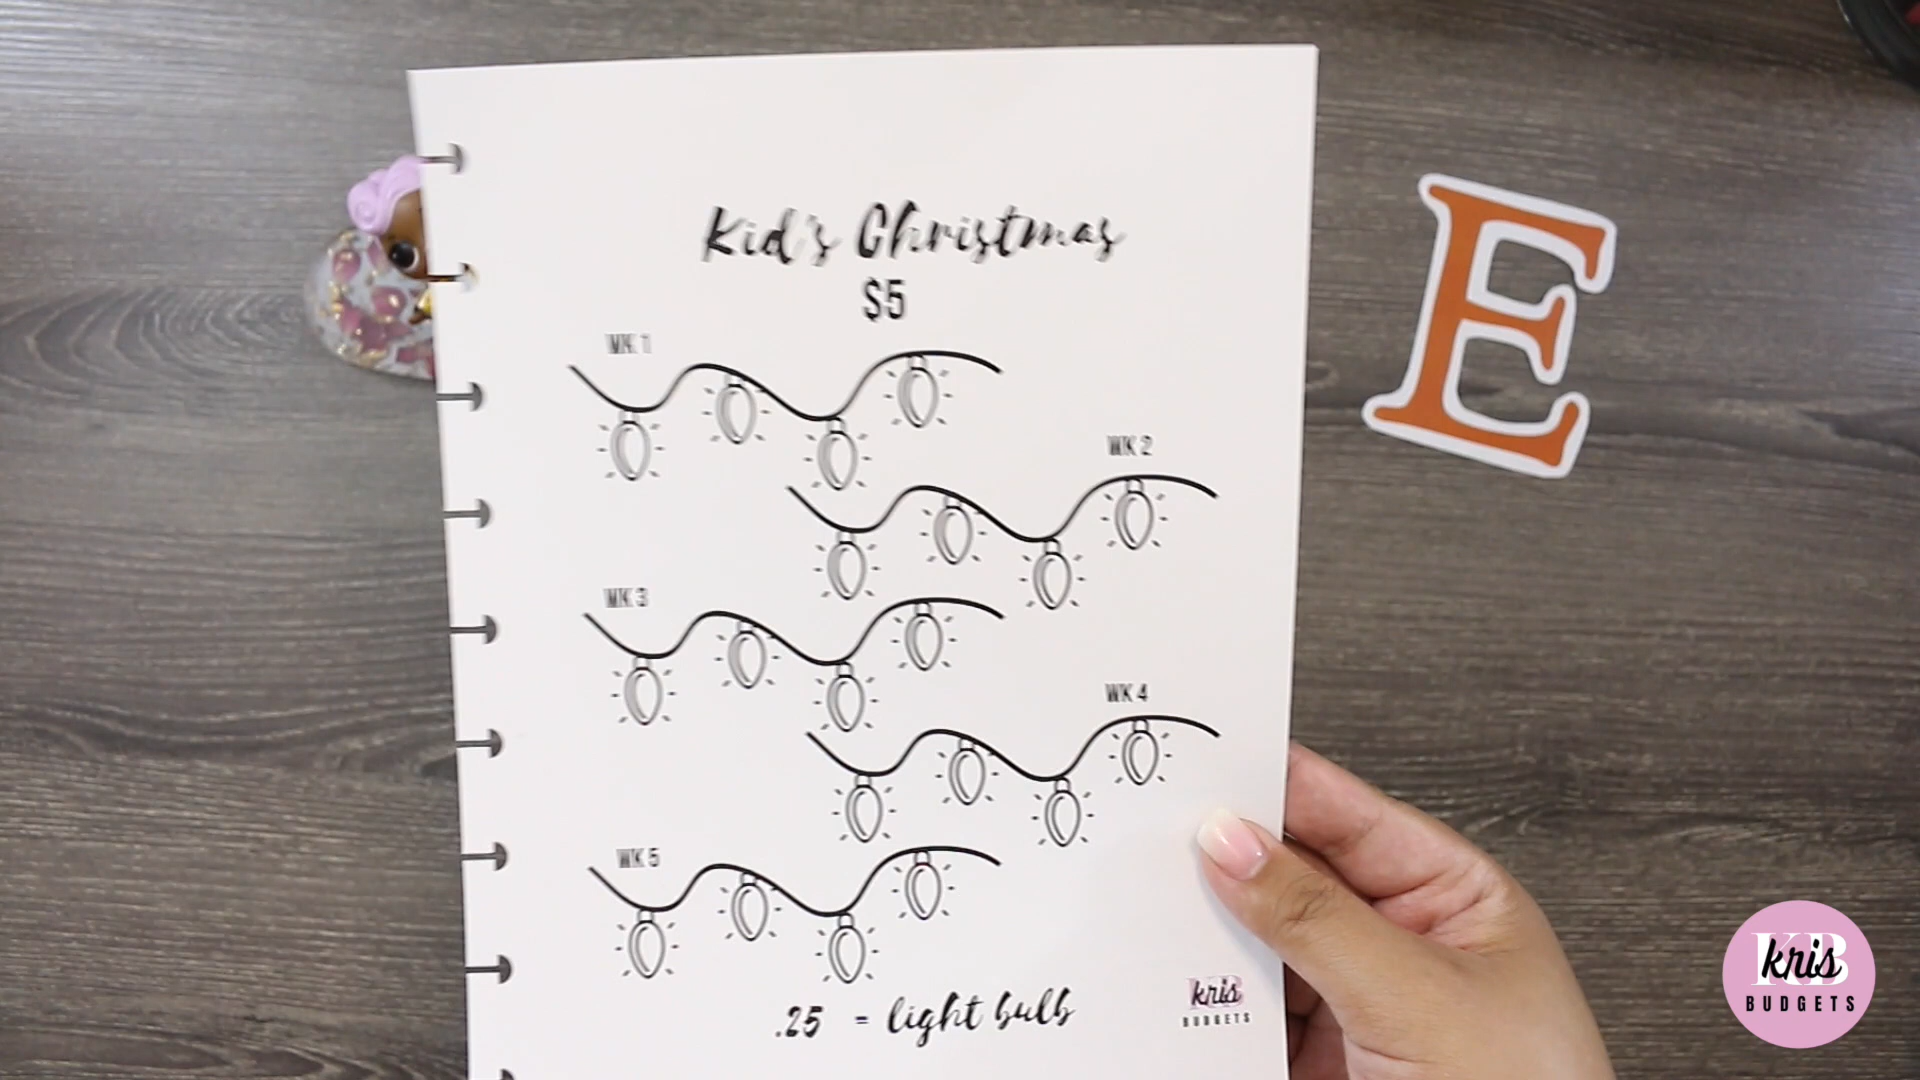 Kid's Christmas
$5
WK 1
WK 2
WK 3
WK 4
WK 5
.25 = light bulb
kris
BUDGETS
E
KB
kris
BUDGETS